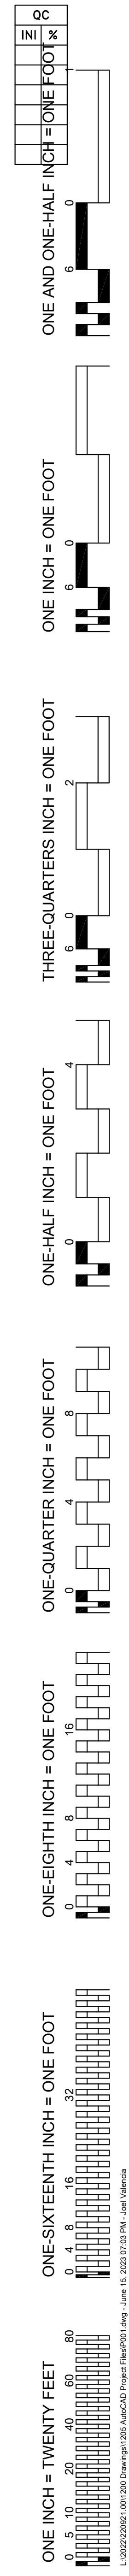 QC
INI %
ONE AND ONE-HALF INCH = ONE FOOT
6 0 1
ONE INCH = ONE FOOT
6 0
THREE-QUARTERS INCH = ONE FOOT
6 0 2
ONE-HALF INCH = ONE FOOT
0 4
ONE-QUARTER INCH = ONE FOOT
0 4 8
ONE-EIGHTH INCH = ONE FOOT
0 4 8 16
ONE-SIXTEENTH INCH = ONE FOOT
0 4 8 16 32
ONE INCH = TWENTY FEET
0 5 10 20 40 60 80
L:\2022\220921.00\1200 Drawings\1205 AutoCAD Project Files\P001.dwg - June 15, 2023 07:03 PM - Joel Valencia